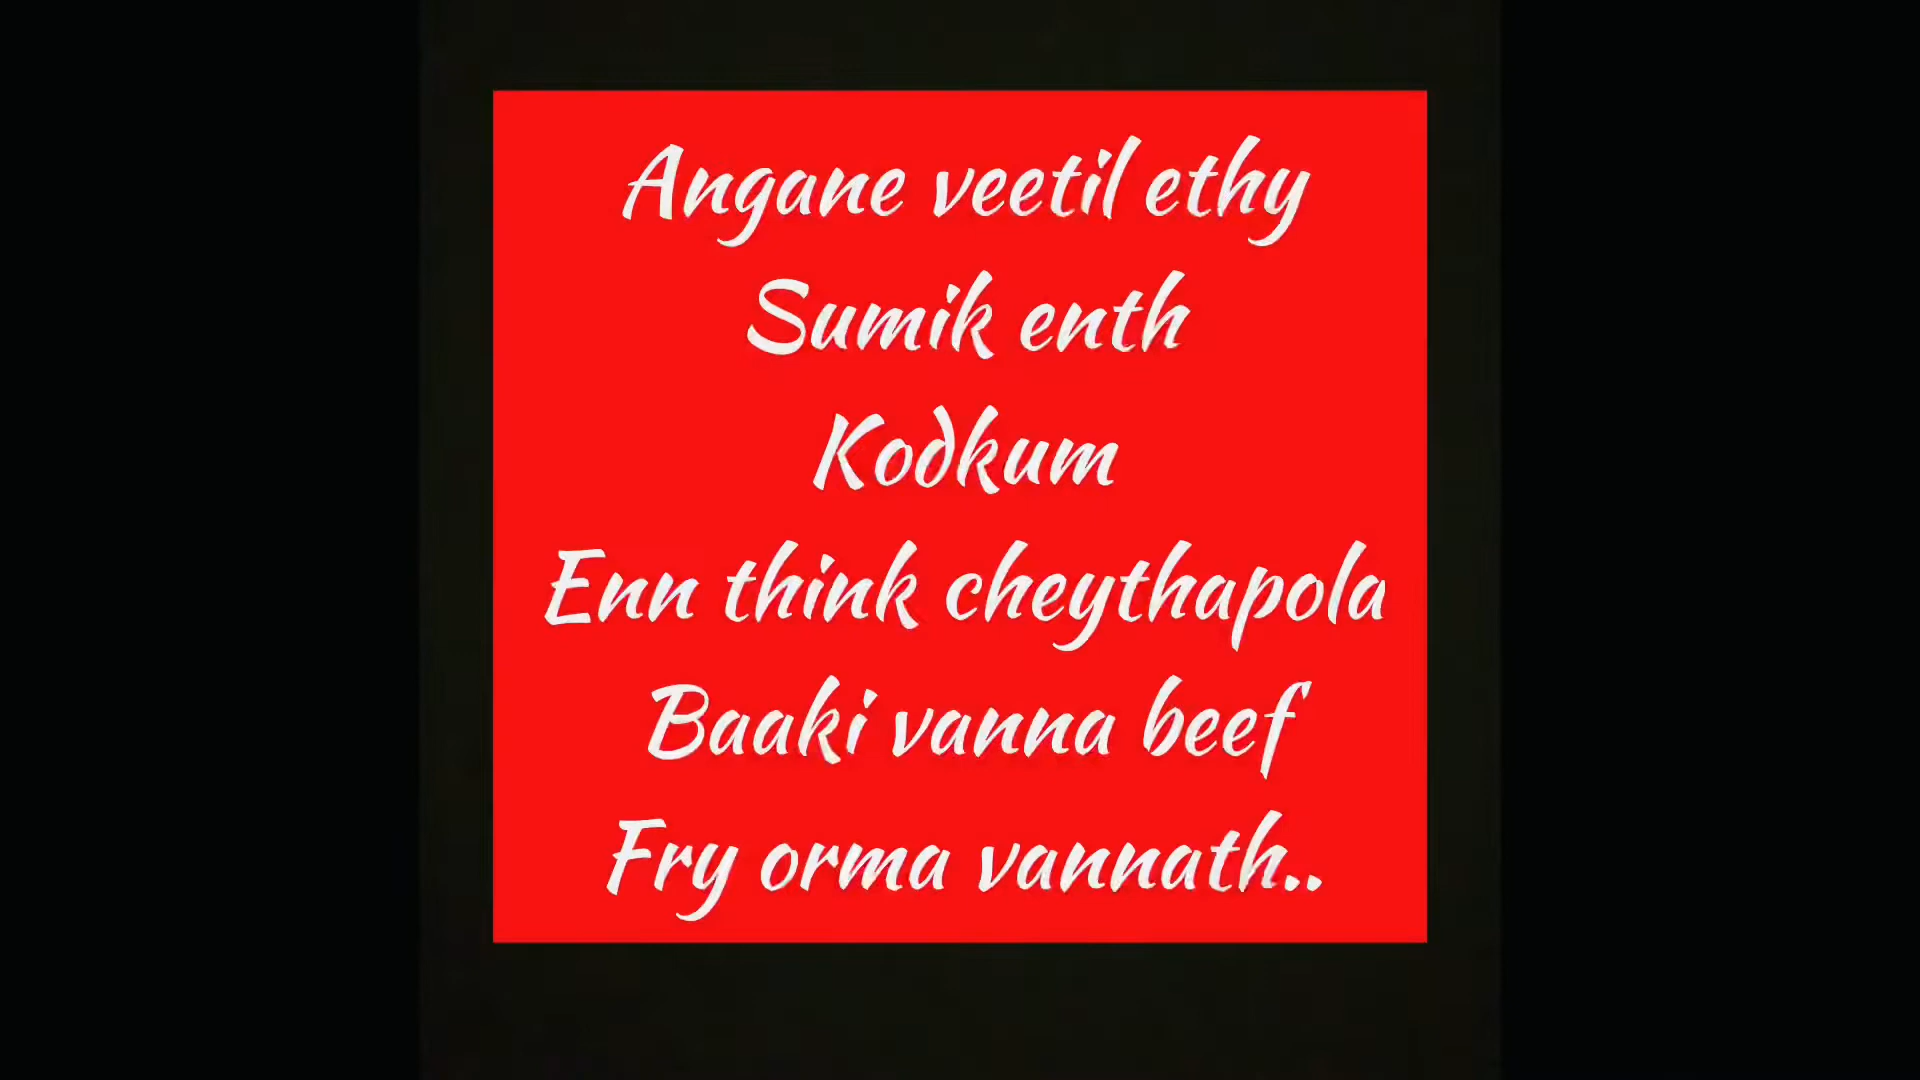 Angane veetil ethy
Sumik enth
Kodkum
Enn think cheythapola
Baaki vanna beef
Fry orma vannath..